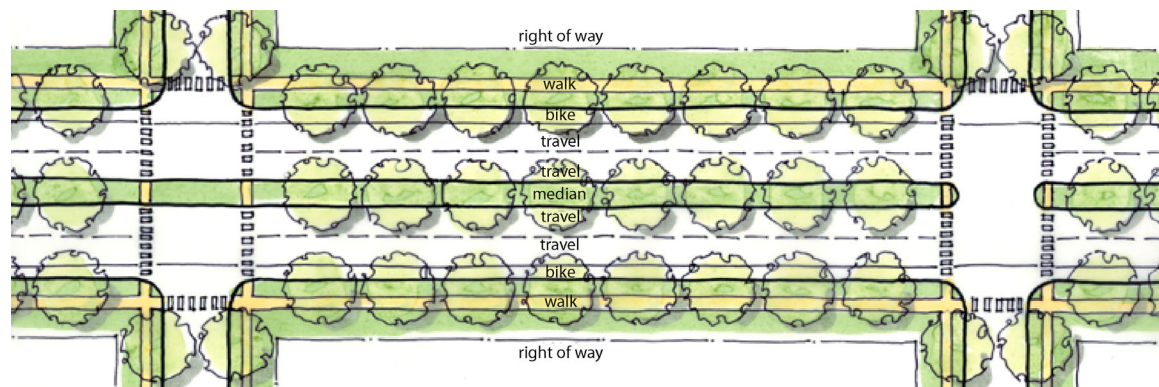 right of way
walk
bike
travel
travel
median
travel
travel
bike
walk
right of way